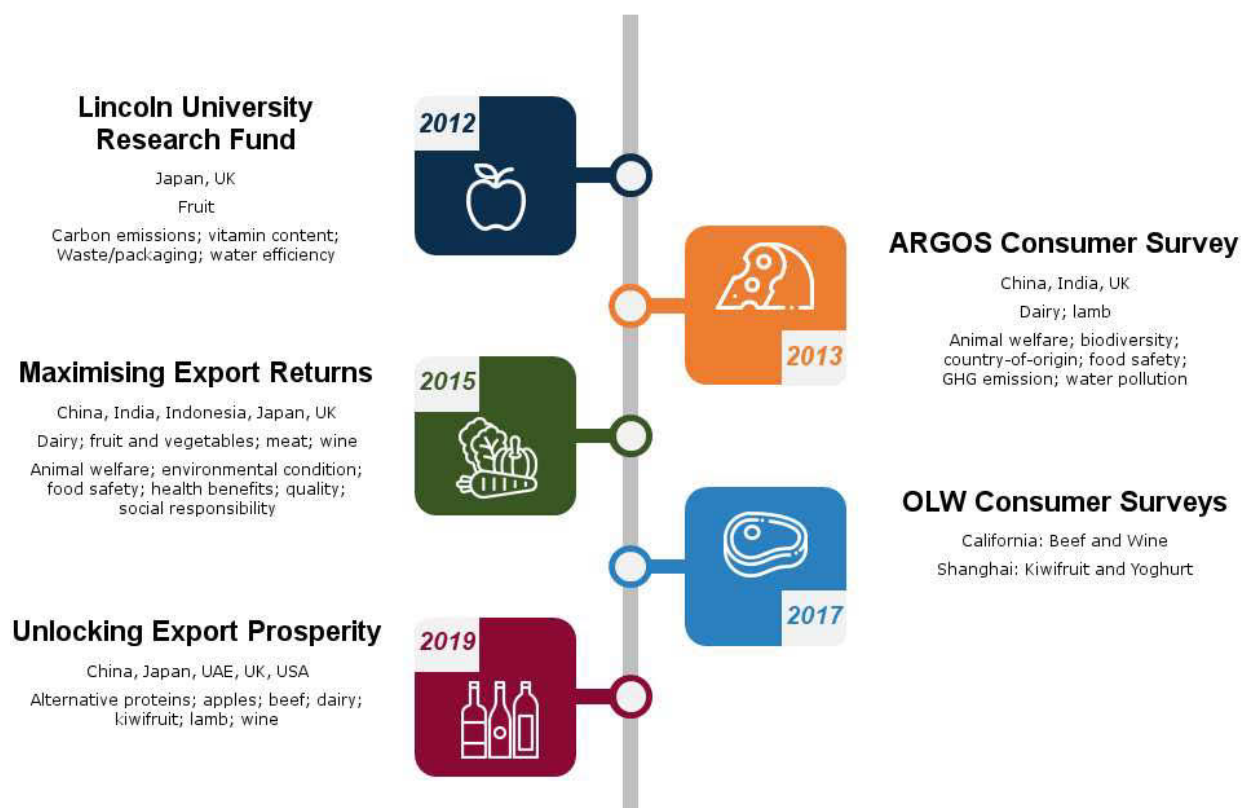 Lincoln University
Research Fund
Japan, UK
Fruit
Carbon emissions; vitamin content;
Waste/packaging; water efficiency
2012
ARGOS Consumer Survey
China, India, UK
Dairy; lamb
Animal welfare; biodiversity;
country-of-origin; food safety;
GHG emission; water pollution
2013
Maximising Export Returns
China, India, Indonesia, Japan, UK
Dairy; fruit and vegetables; meat; wine
Animal welfare; environmental condition;
food safety; health benefits; quality;
social responsibility
2015
OLW Consumer Surveys
California: Beef and Wine
Shanghai: Kiwifruit and Yoghurt
2017
Unlocking Export Prosperity
China, Japan, UAE, UK, USA
Alternative proteins; apples; beef; dairy;
kiwifruit; lamb; wine
2019